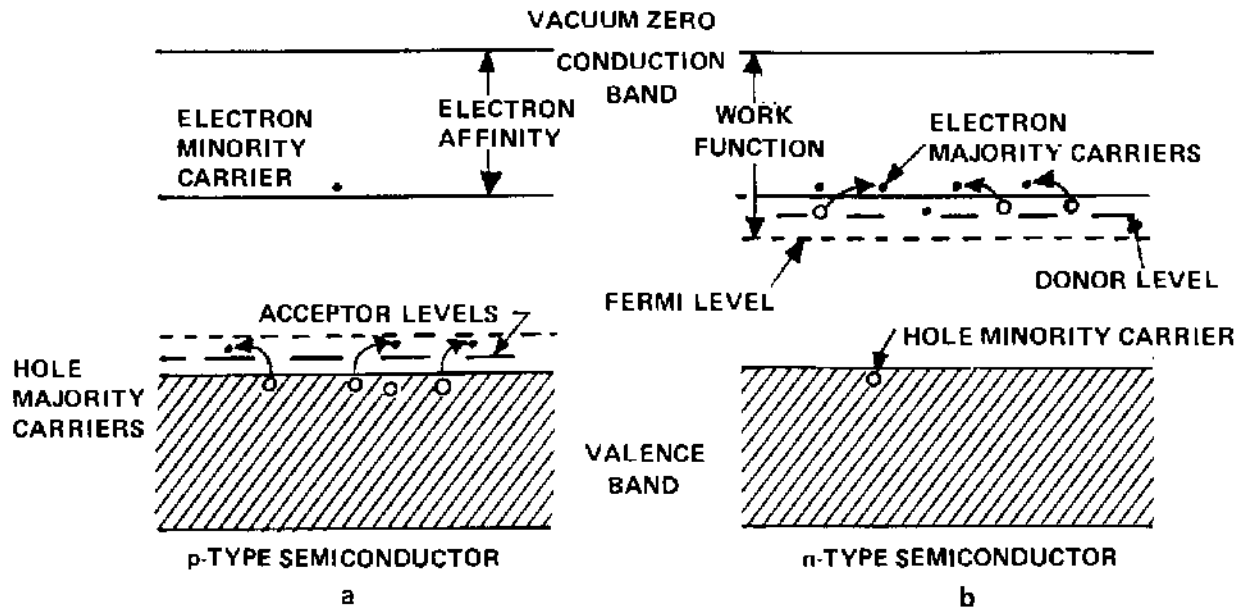 VACUUM ZERO
CONDUCTION
BAND
ELECTRON
MINORITY
CARRIER
ELECTRON
AFFINITY
WORK
FUNCTION
ELECTRON
MAJORITY CARRIERS
DONOR LEVEL
FERMI LEVEL
ACCEPTOR LEVELS
HOLE MINORITY CARRIER
HOLE
MAJORITY
CARRIERS
VALENCE
BAND
p-TYPE SEMICONDUCTOR
n-TYPE SEMICONDUCTOR
a
b